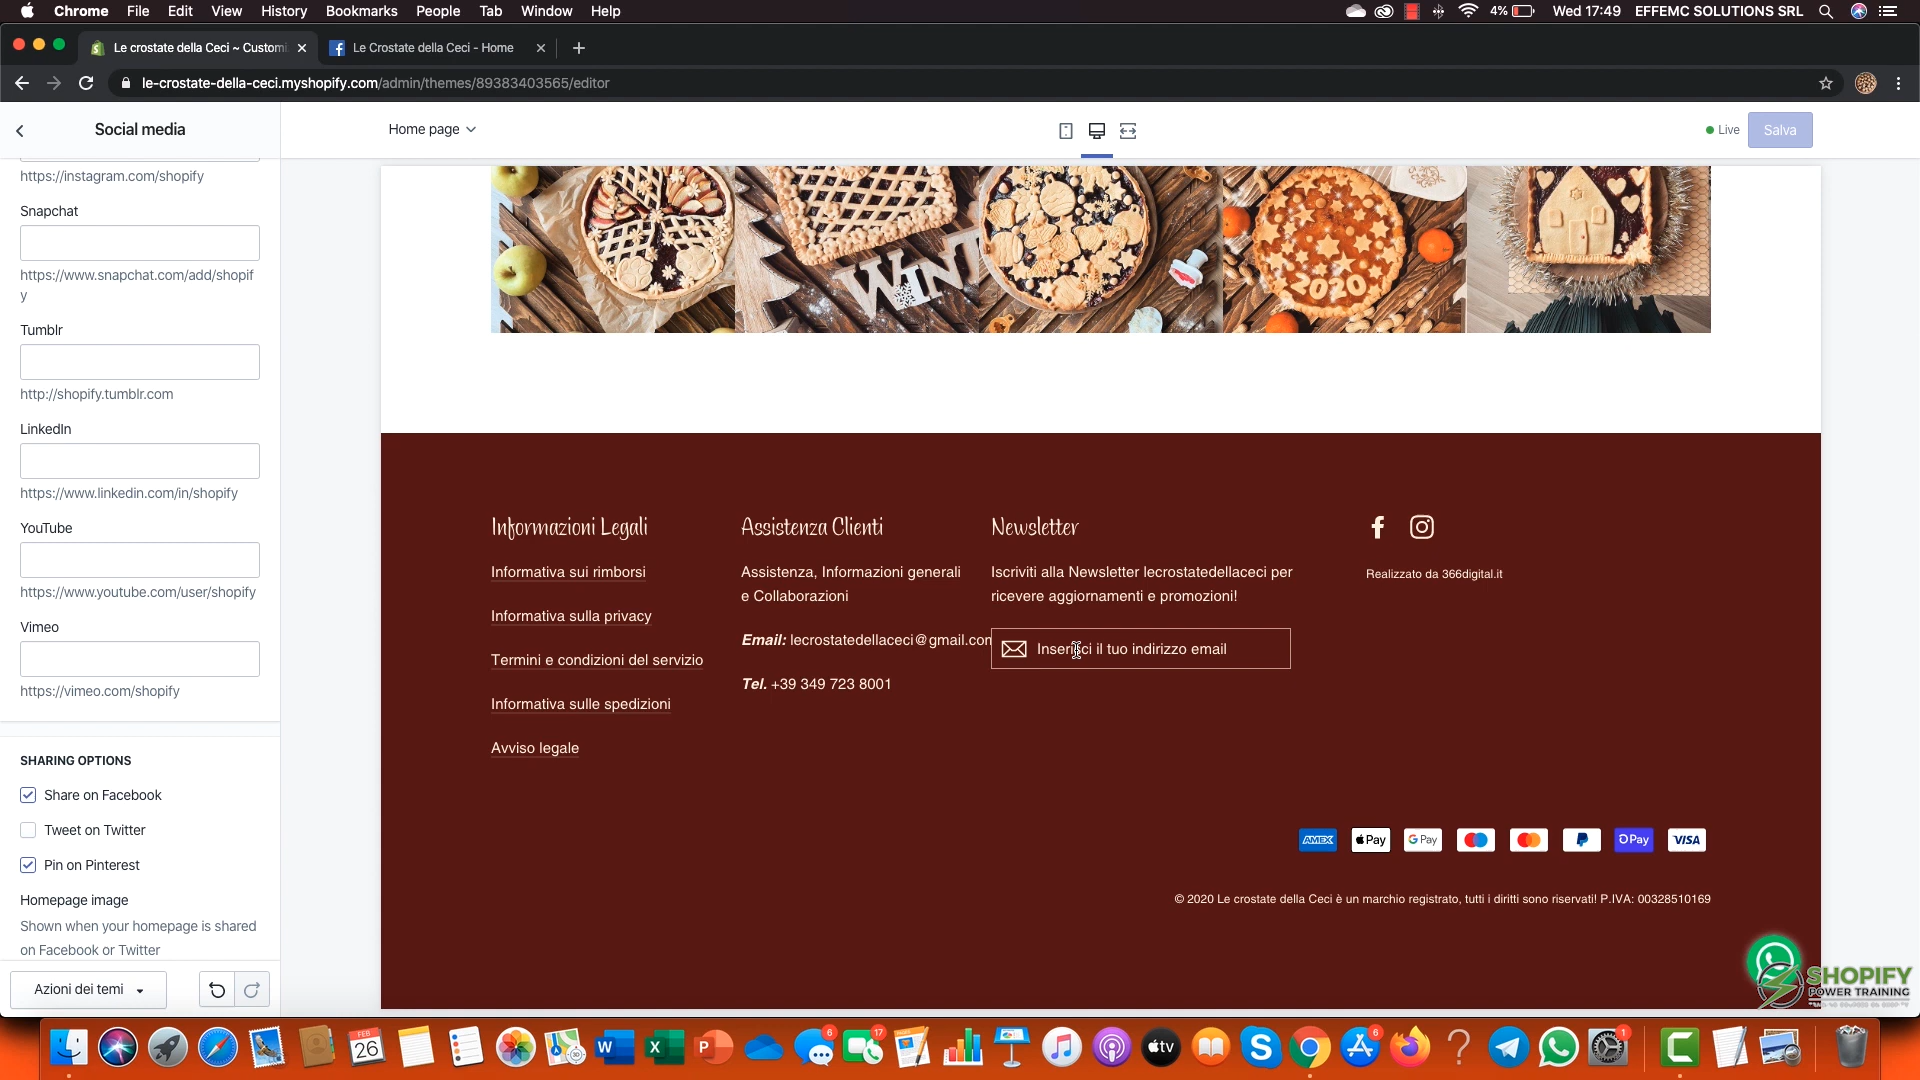 Chrome File Edit View History Bookmarks People Tab Window Help
4% Wed 17:49 EFFEMC SOLUTIONS SRL
Le crostate della Ceci ~ Customi
Le Crostate della Ceci - Home
le-crostate-della-ceci.myshopify.com/admin/themes/89383403565/editor
Social media
Home page
Live
Salva
https://instagram.com/shopify
Snapchat
https://www.snapchat.com/add/shopif
y
Tumblr
http://shopify.tumblr.com
LinkedIn
https://www.linkedin.com/in/shopify
YouTube
https://www.youtube.com/user/shopify
Vimeo
https://vimeo.com/shopify
SHARING OPTIONS
Share on Facebook
Tweet on Twitter
Pin on Pinterest
Homepage image
Shown when your homepage is shared
on Facebook or Twitter
Azioni dei temi
WINT
2020
Informazioni Legali
Informativa sui rimborsi
Informativa sulla privacy
Termini e condizioni del servizio
Informativa sulle spedizioni
Avviso legale
Assistenza Clienti
Assistenza, Informazioni generali
e Collaborazioni
Email: lecrostatedellaceci@gmail.com
Tel. +39 349 723 8001
Newsletter
Iscriviti alla Newsletter lecrostatedellaceci per
ricevere aggiornamenti e promozioni!
Inserisci il tuo indirizzo email
Realizzato da 366digital.it
AMEX Pay G Pay Pay VISA
© 2020 Le crostate della Ceci è un marchio registrato, tutti i diritti sono riservati! P.IVA: 00328510169
SHOPIFY
POWER TRAINING
FEB
26
6
17
tv
6
1